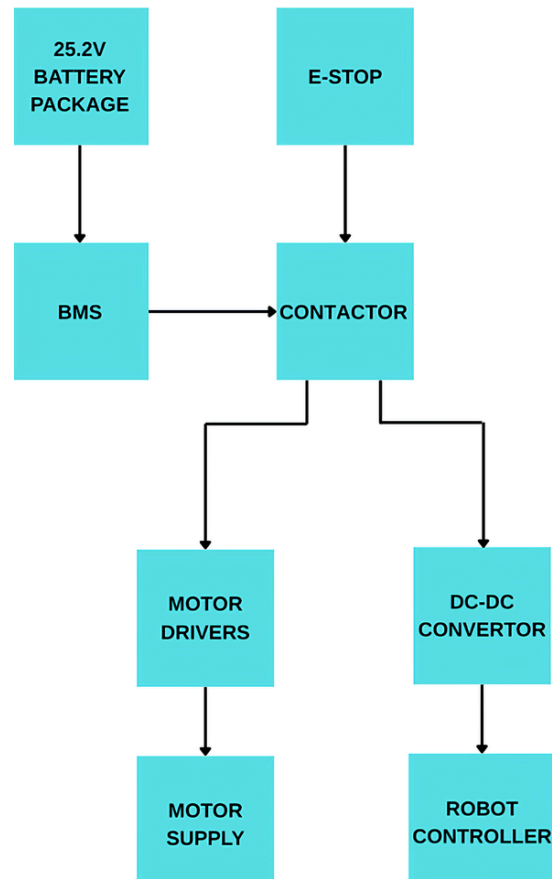 25.2V
BATTERY
PACKAGE
E-STOP
BMS
CONTACTOR
MOTOR
DRIVERS
DC-DC
CONVERTOR
MOTOR
SUPPLY
ROBOT
CONTROLLER